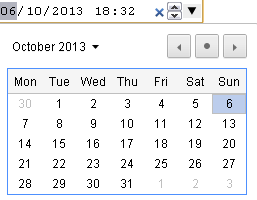 06/10/2013 18:32
October 2013
Mon Tue Wed Thu Fri Sat Sun
30 1 2 3 4 5 6
7 8 9 10 11 12 13
14 15 16 17 18 19 20
21 22 23 24 25 26 27
28 29 30 31 1 2 3